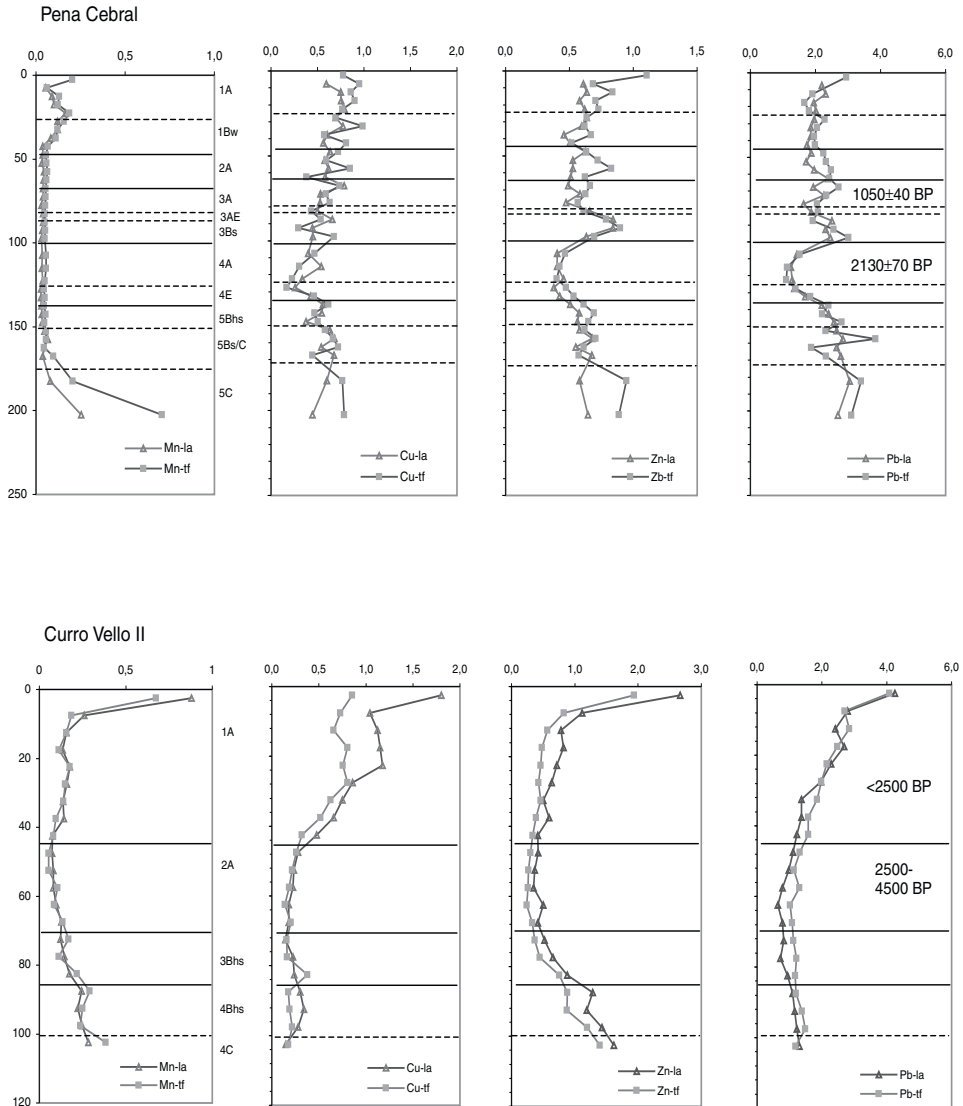 Pena Cebral
0,0 0,5 1,0
0,0 0,5 1,0 1,5 2,0
0,0 0,5 1,0 1,5
0,0 2,0 4,0 6,0
0
50
100
150
200
250
1A
1Bw
2A
3A
3AE
3Bs
4A
4E
5Bhs
5Bs/C
5C
1050±40 BP
2130±70 BP
Mn-la
Mn-tf
Cu-la
Cu-tf
Zn-la
Zb-tf
Pb-la
Pb-tf
Curro Vello II
0 0,5 1
0,0 0,5 1,0 1,5 2,0
0,0 1,0 2,0 3,0
0,0 2,0 4,0 6,0
0
20
40
60
80
100
120
1A
2A
3Bhs
4Bhs
4C
<2500 BP
2500-
4500 BP
Mn-la
Mn-tf
Cu-la
Cu-tf
Zn-la
Zn-tf
Pb-la
Pb-tf